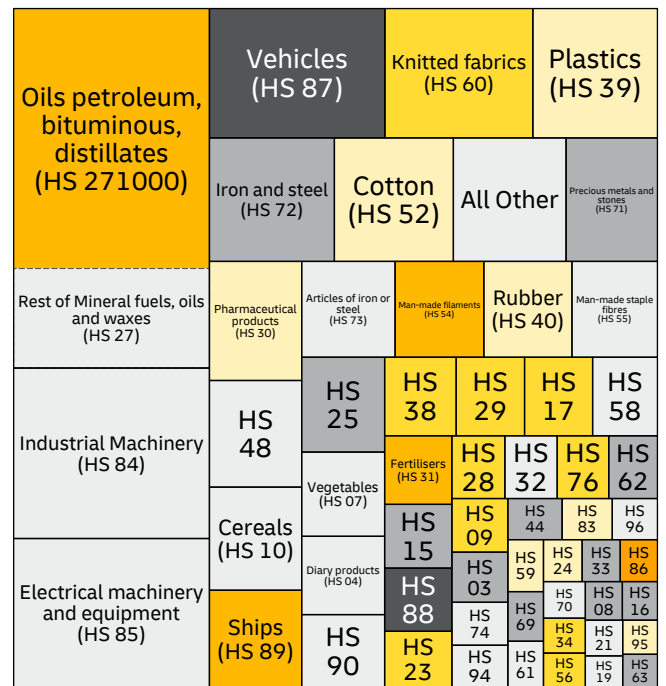 Oils petroleum,
bituminous,
distillates
(HS 271000)
Vehicles
(HS 87)
Knitted fabrics
(HS 60)
Plastics
(HS 39)
Iron and steel
(HS 72)
Cotton
(HS 52)
All Other
Precious metals and
stones
(HS 71)
Rest of Mineral fuels, oils
and waxes
(HS 27)
Pharmaceutical
products
(HS 30)
Articles of iron or
steel
(HS 73)
Man-made filaments
(HS 54)
Rubber
(HS 40)
Man-made staple
fibres
(HS 55)
Industrial Machinery
(HS 84)
HS
48
HS
25
HS
38
HS
29
HS
17
HS
58
Fertilisers
(HS 31)
HS
28
HS
32
HS
76
HS
62
Vegetables
(HS 07)
Cereals
(HS 10)
HS
15
HS
09
HS
44
HS
83
HS
96
Electrical machinery
and equipment
(HS 85)
Diary products
(HS 04)
HS
03
HS
59
HS
24
HS
33
HS
86
HS
88
HS
74
HS
69
HS
70
HS
08
HS
16
Ships
(HS 89)
HS
90
HS
23
HS
94
HS
61
HS
34
HS
21
HS
95
HS
56
HS
19
HS
63